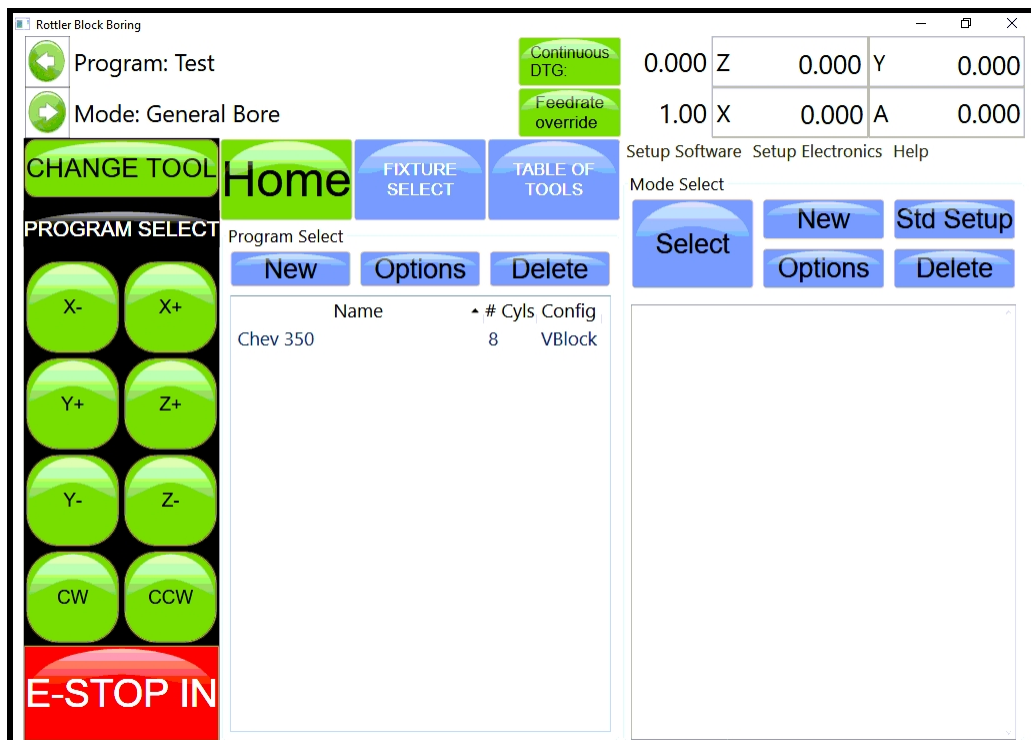 Rottler Block Boring
Program: Test
Continuous DTG:
0.000 Z 0.000 Y 0.000
Mode: General Bore
Feedrate override
1.00 X 0.000 A 0.000
CHANGE TOOL
Home
FIXTURE SELECT
TABLE OF TOOLS
Setup Software Setup Electronics Help
PROGRAM SELECT
Program Select
New Options Delete
Name # Cyls Config
Chev 350 8 VBlock
Mode Select
Select
New
Std Setup
Options
Delete
X- X+
Y+ Z+
Y- Z-
CW CCW
E-STOP IN